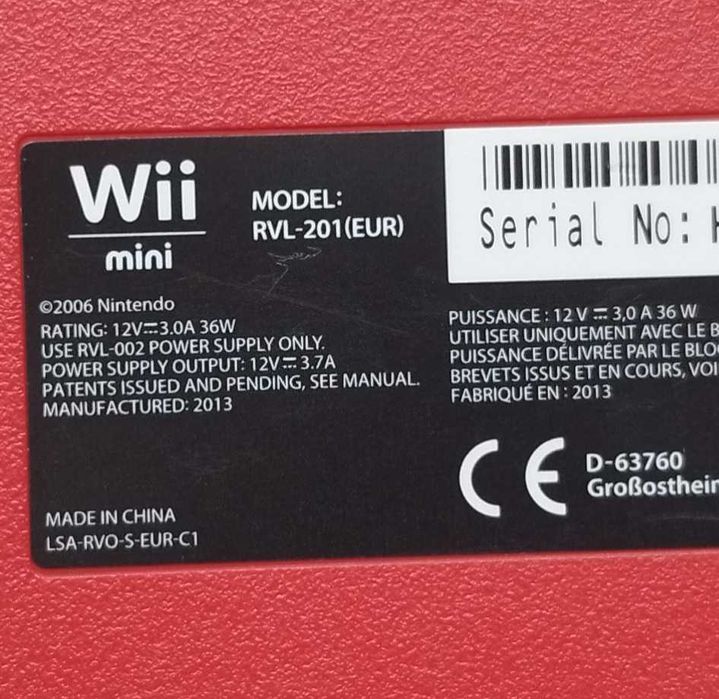 Wii
mini
MODEL:
RVL-201(EUR)
Serial No:
©2006 Nintendo
RATING: 12V⎓3.0A 36W
USE RVL-002 POWER SUPPLY ONLY.
POWER SUPPLY OUTPUT: 12V⎓3.7A
PATENTS ISSUED AND PENDING, SEE MANUAL.
MANUFACTURED: 2013
PUISSANCE : 12 V ⎓ 3,0 A 36 W
UTILISER UNIQUEMENT AVEC LE
PUISSANCE DÉLIVRÉE PAR LE
BREVETS ISSUS ET EN COURS,
FABRIQUÉ EN : 2013
CE
D-63760
MADE IN CHINA
LSA-RVO-S-EUR-C1